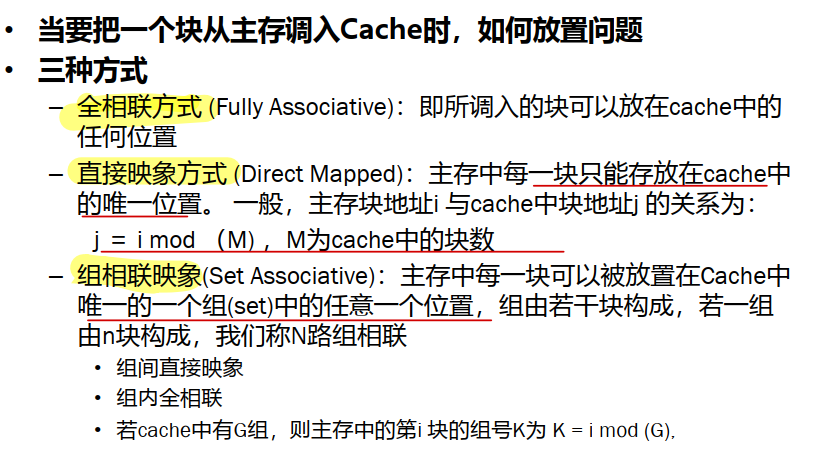 • 当要把一个块从主存调入Cache时，如何放置问题
• 三种方式
– 全相联方式 (Fully Associative)：即所调入的块可以放在cache中的
任何位置
– 直接映象方式 (Direct Mapped)：主存中每一块只能存放在cache中
的唯一位置。 一般，主存块地址i 与cache中块地址j 的关系为：
j = i mod （M) ，M为cache中的块数
– 组相联映象(Set Associative)：主存中每一块可以被放置在Cache中
唯一的一个组(set)中的任意一个位置，组由若干块构成，若一组
由n块构成，我们称N路组相联
• 组间直接映象
• 组内全相联
• 若cache中有G组，则主存中的第i 块的组号K为 K = i mod (G),